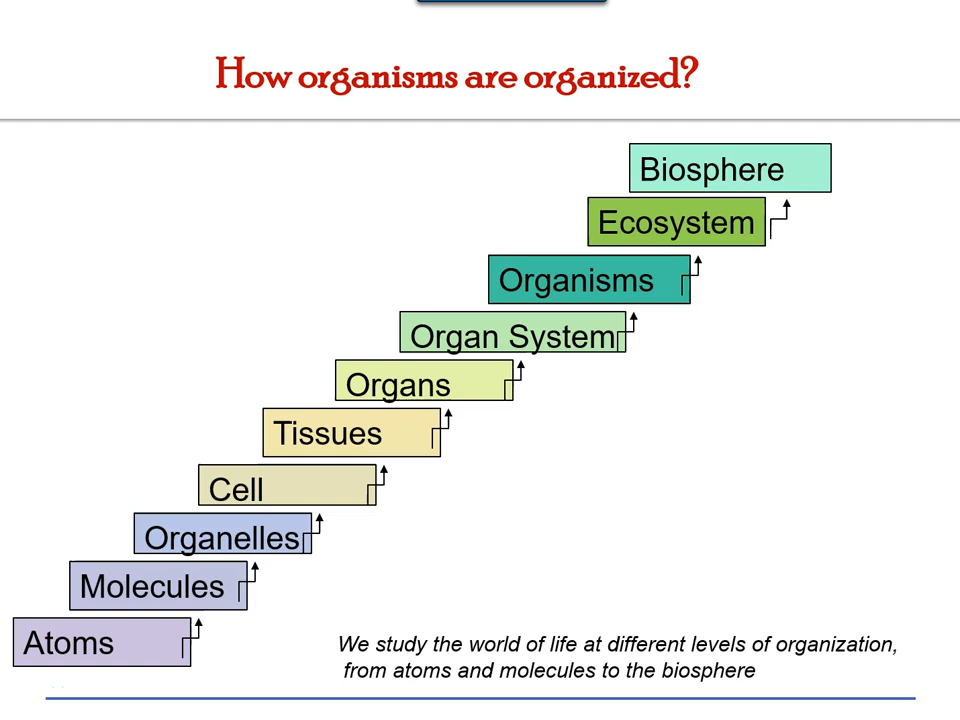 How organisms are organized?
Biosphere
Ecosystem
Organisms
Organ System
Organs
Tissues
Cell
Organelles
Molecules
Atoms
We study the world of life at different levels of organization,
from atoms and molecules to the biosphere